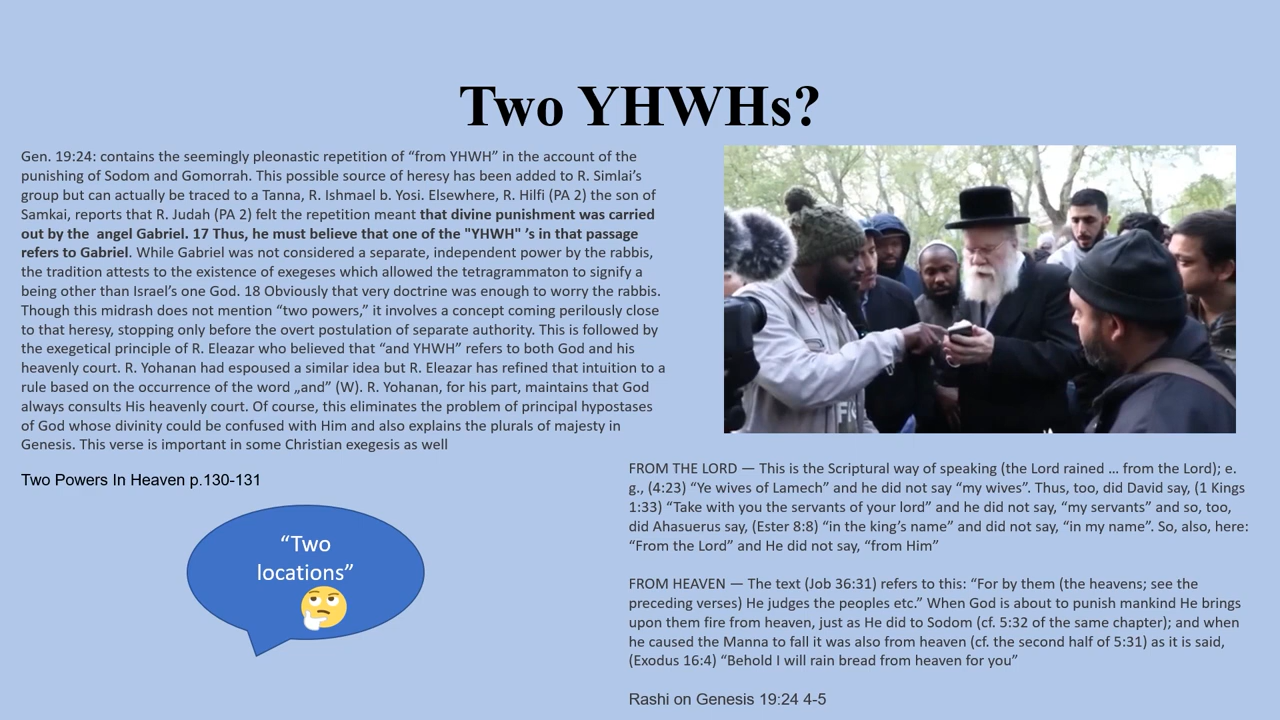 Two YHWHs?
Gen. 19:24: contains the seemingly pleonastic repetition of “from YHWH” in the account of the
punishing of Sodom and Gomorrah. This possible source of heresy has been added to R. Simlai’s
group but can actually be traced to a Tanna, R. Ishmael b. Yosi. Elsewhere, R. Hilfi (PA 2) the son of
Samkai, reports that R. Judah (PA 2) felt the repetition meant that divine punishment was carried
out by the angel Gabriel. 17 Thus, he must believe tht one of the "YHWH" ’s in that passage
refers to Gabriel. While Gabriel was not considered a separate, independent power by the rabbis,
the tradition attests to the existence of exegeses which allowed the tetragrammaton to signify a
being other than Israel’s one God. 18 Obviously that very doctrine was enough to worry the rabbis.
Though this midrash does not mention “two powers,” it involves a concept coming perilously close
to that heresy, stopping only before the overt postulation of separate authority. This is followed by
the exegetical principle of R. Eleazar who believed that “and YHWH” refers to both God and his
heavenly court. R. Yohanan had espoused a similar idea but R. Eleazar has refined that intuition to a
rule based on the occurrence of the word „and” (W). R. Yohanan, for his part, maintains that God
always consults His heavenly court. Of course, this eliminates the problem of principal hypostases
of God whose divinity could be confused with Him and also explains the plurals of majesty in
Genesis. This verse is important in some Christian exegesis as well
Two Powers In Heaven p.130-131
“Two
locations”
FROM THE LORD — This is the Scriptural way of speaking (the Lord rained … from the Lord); e.
g., (4:23) “Ye wives of Lamech” and he did not say “my wives”. Thus, too, did David say, (1 Kings
1:33) “Take with you the servants of your lord” and he did not say, “my servants” and so, too,
did Ahasuerus say, (Ester 8:8) “in the king’s name” and did not say, “in my name”. So, also, here:
“From the Lord” and He did not say, “from Him”
FROM HEAVEN — The text (Job 36:31) refers to this: “For by them (the heavens; see the
preceding verses) He judges the peoples etc.” When God is about to punish mankind He brings
upon them fire from heaven, just as He did to Sodom (cf. 5:32 of the same chapter); and when
he caused the Manna to fall it was also from heaven (cf. the second half of 5:31) as it is said,
(Exodus 16:4) “Behold I will rain bread from heaven for you”
Rashi on Genesis 19:24 4-5